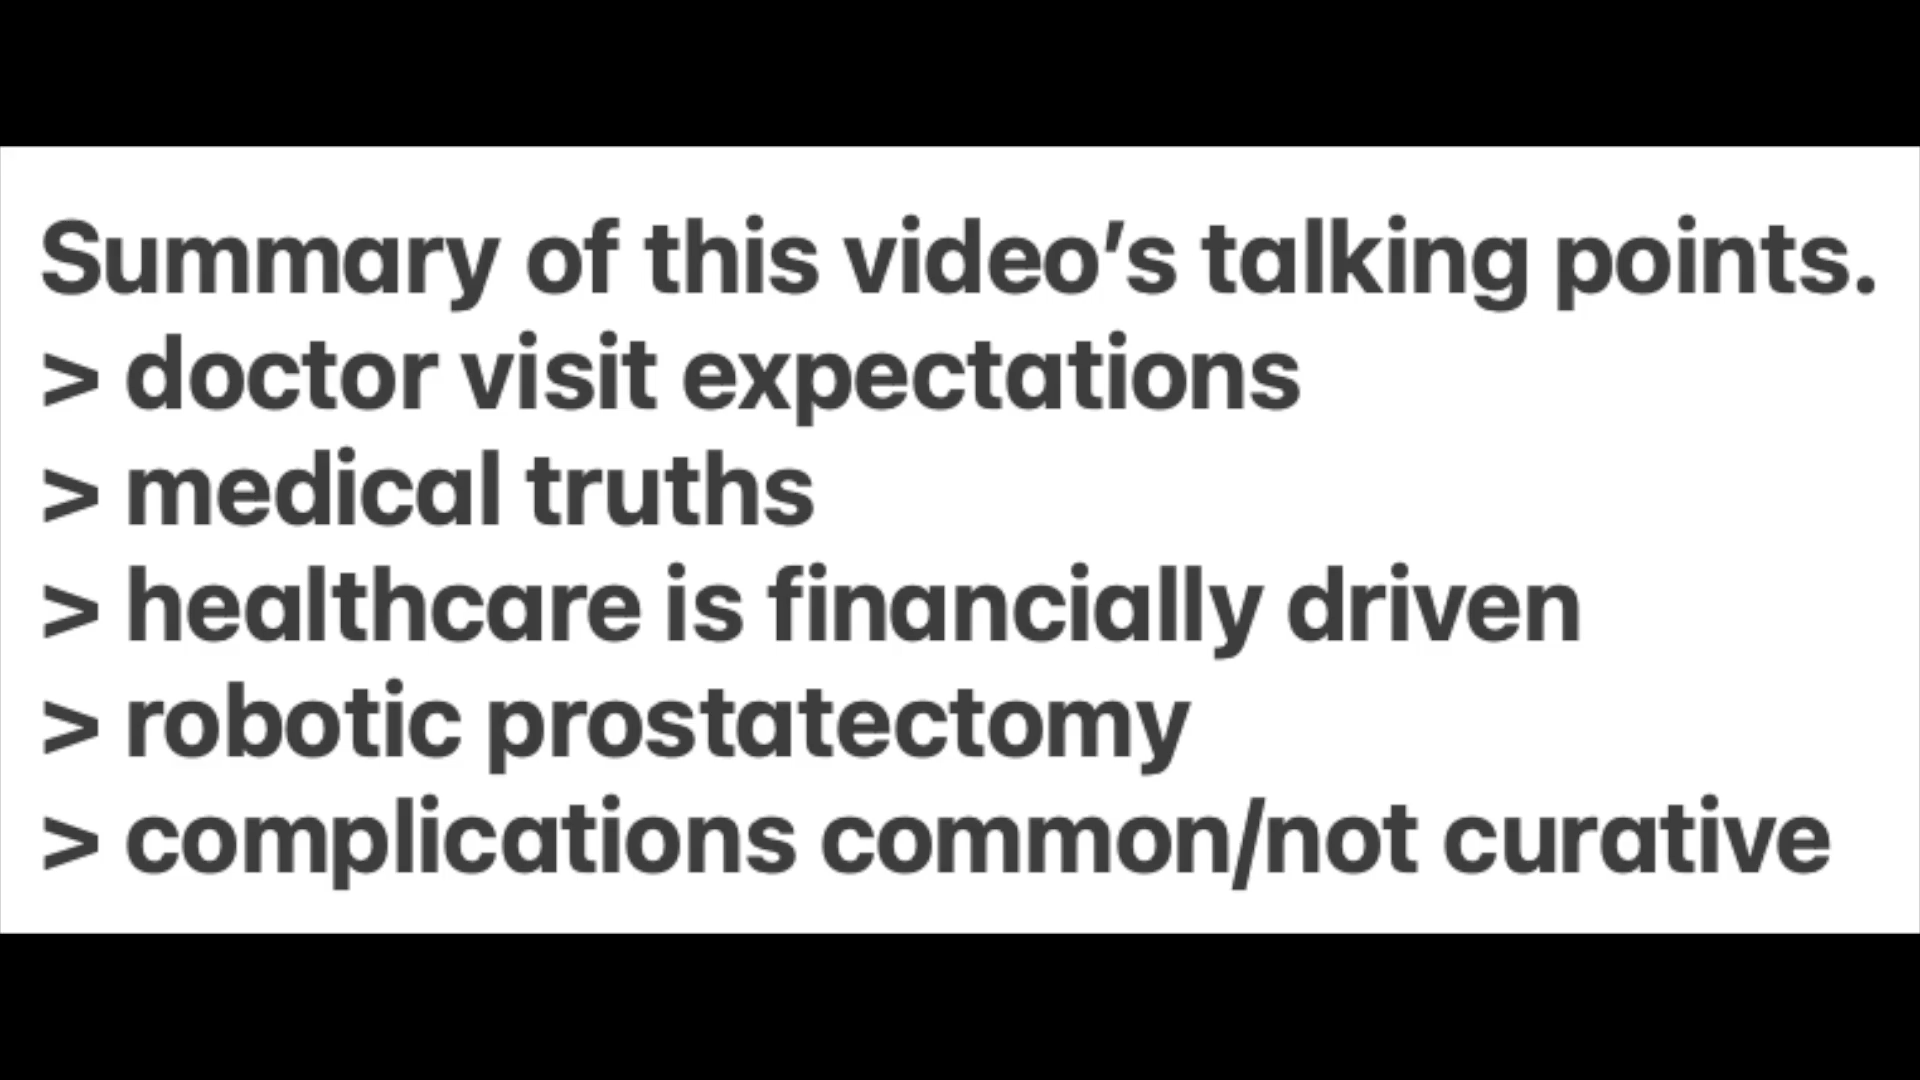 Summary of this video’s talking points.
> doctor visit expectations
> medical truths
> healthcare is financially driven
> robotic prostatectomy
> complications common/not curative